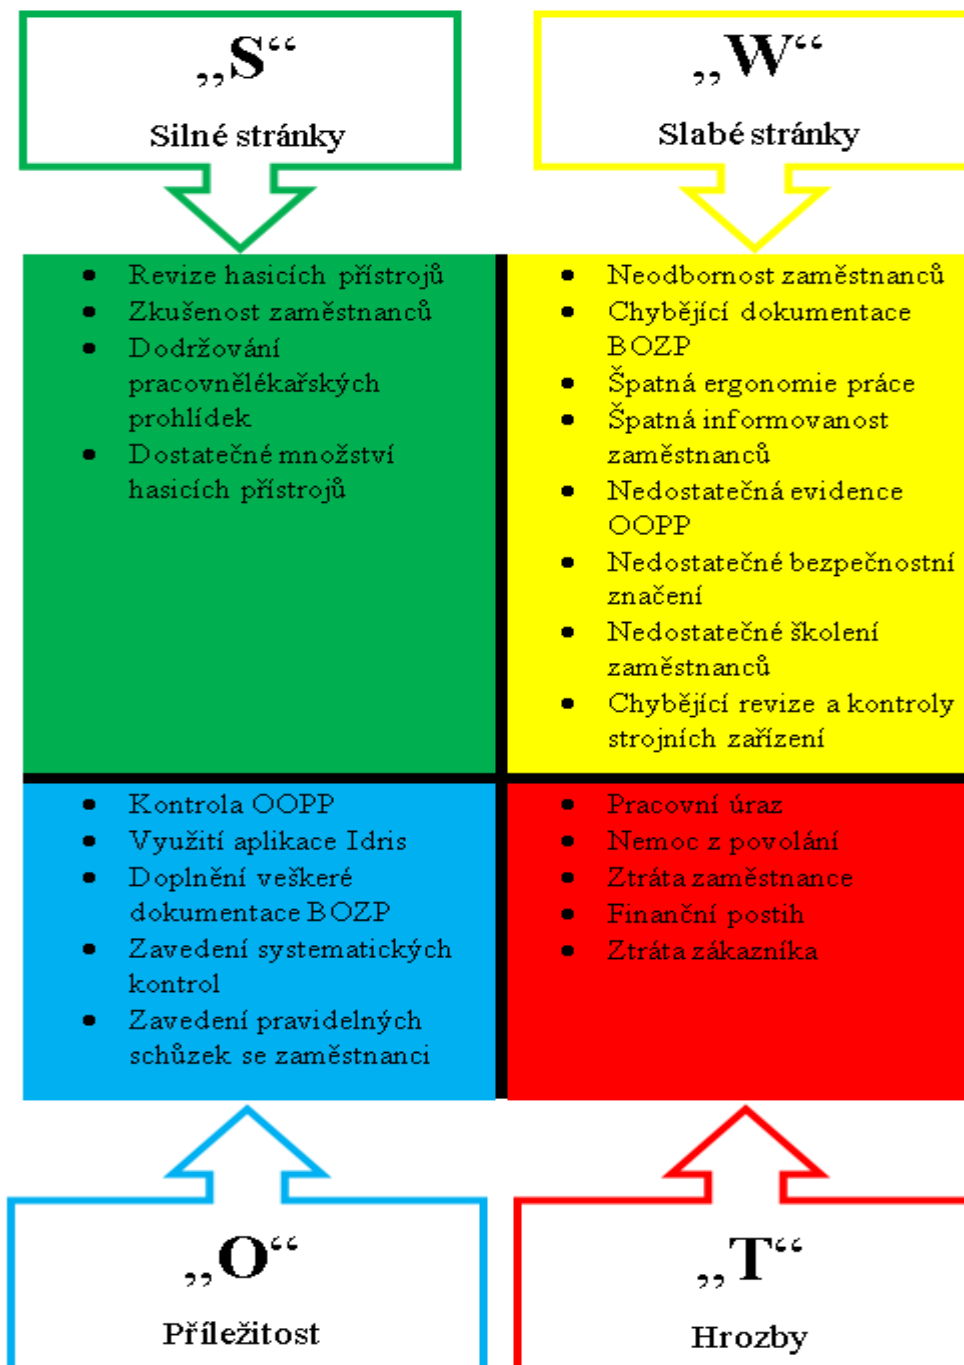 „S“
Silné stránky
„W“
Slabé stránky
• Revize hasicích přístrojů
• Zkušenost zaměstnanců
• Dodržování
pracovnělékařských
prohlídek
• Dostatečné množství
hasicích přístrojů
• Neodbornost zaměstnanců
• Chybějící dokumentace
BOZP
• Špatná ergonomie práce
• Špatná informovanost
zaměstnanců
• Nedostatečná evidence
OOPP
• Nedostatečné bezpečnostní
značení
• Nedostatečné školení
zaměstnanců
• Chybějící revize a kontroly
strojních zařízení
• Kontrola OOPP
• Využití aplikace Idris
• Doplnění veškeré
dokumentace BOZP
• Zavedení systematických
kontrol
• Zavedení pravidelných
schůzek se zaměstnanci
• Pracovní úraz
• Nemoc z povolání
• Ztráta zaměstnance
• Finanční postih
• Ztráta zákazníka
„O“
Příležitost
„T“
Hrozby